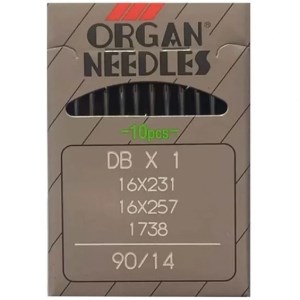 ORGAN
NEEDLES
-10pcs-
DB X 1
16X231
16X257
1738
90/14